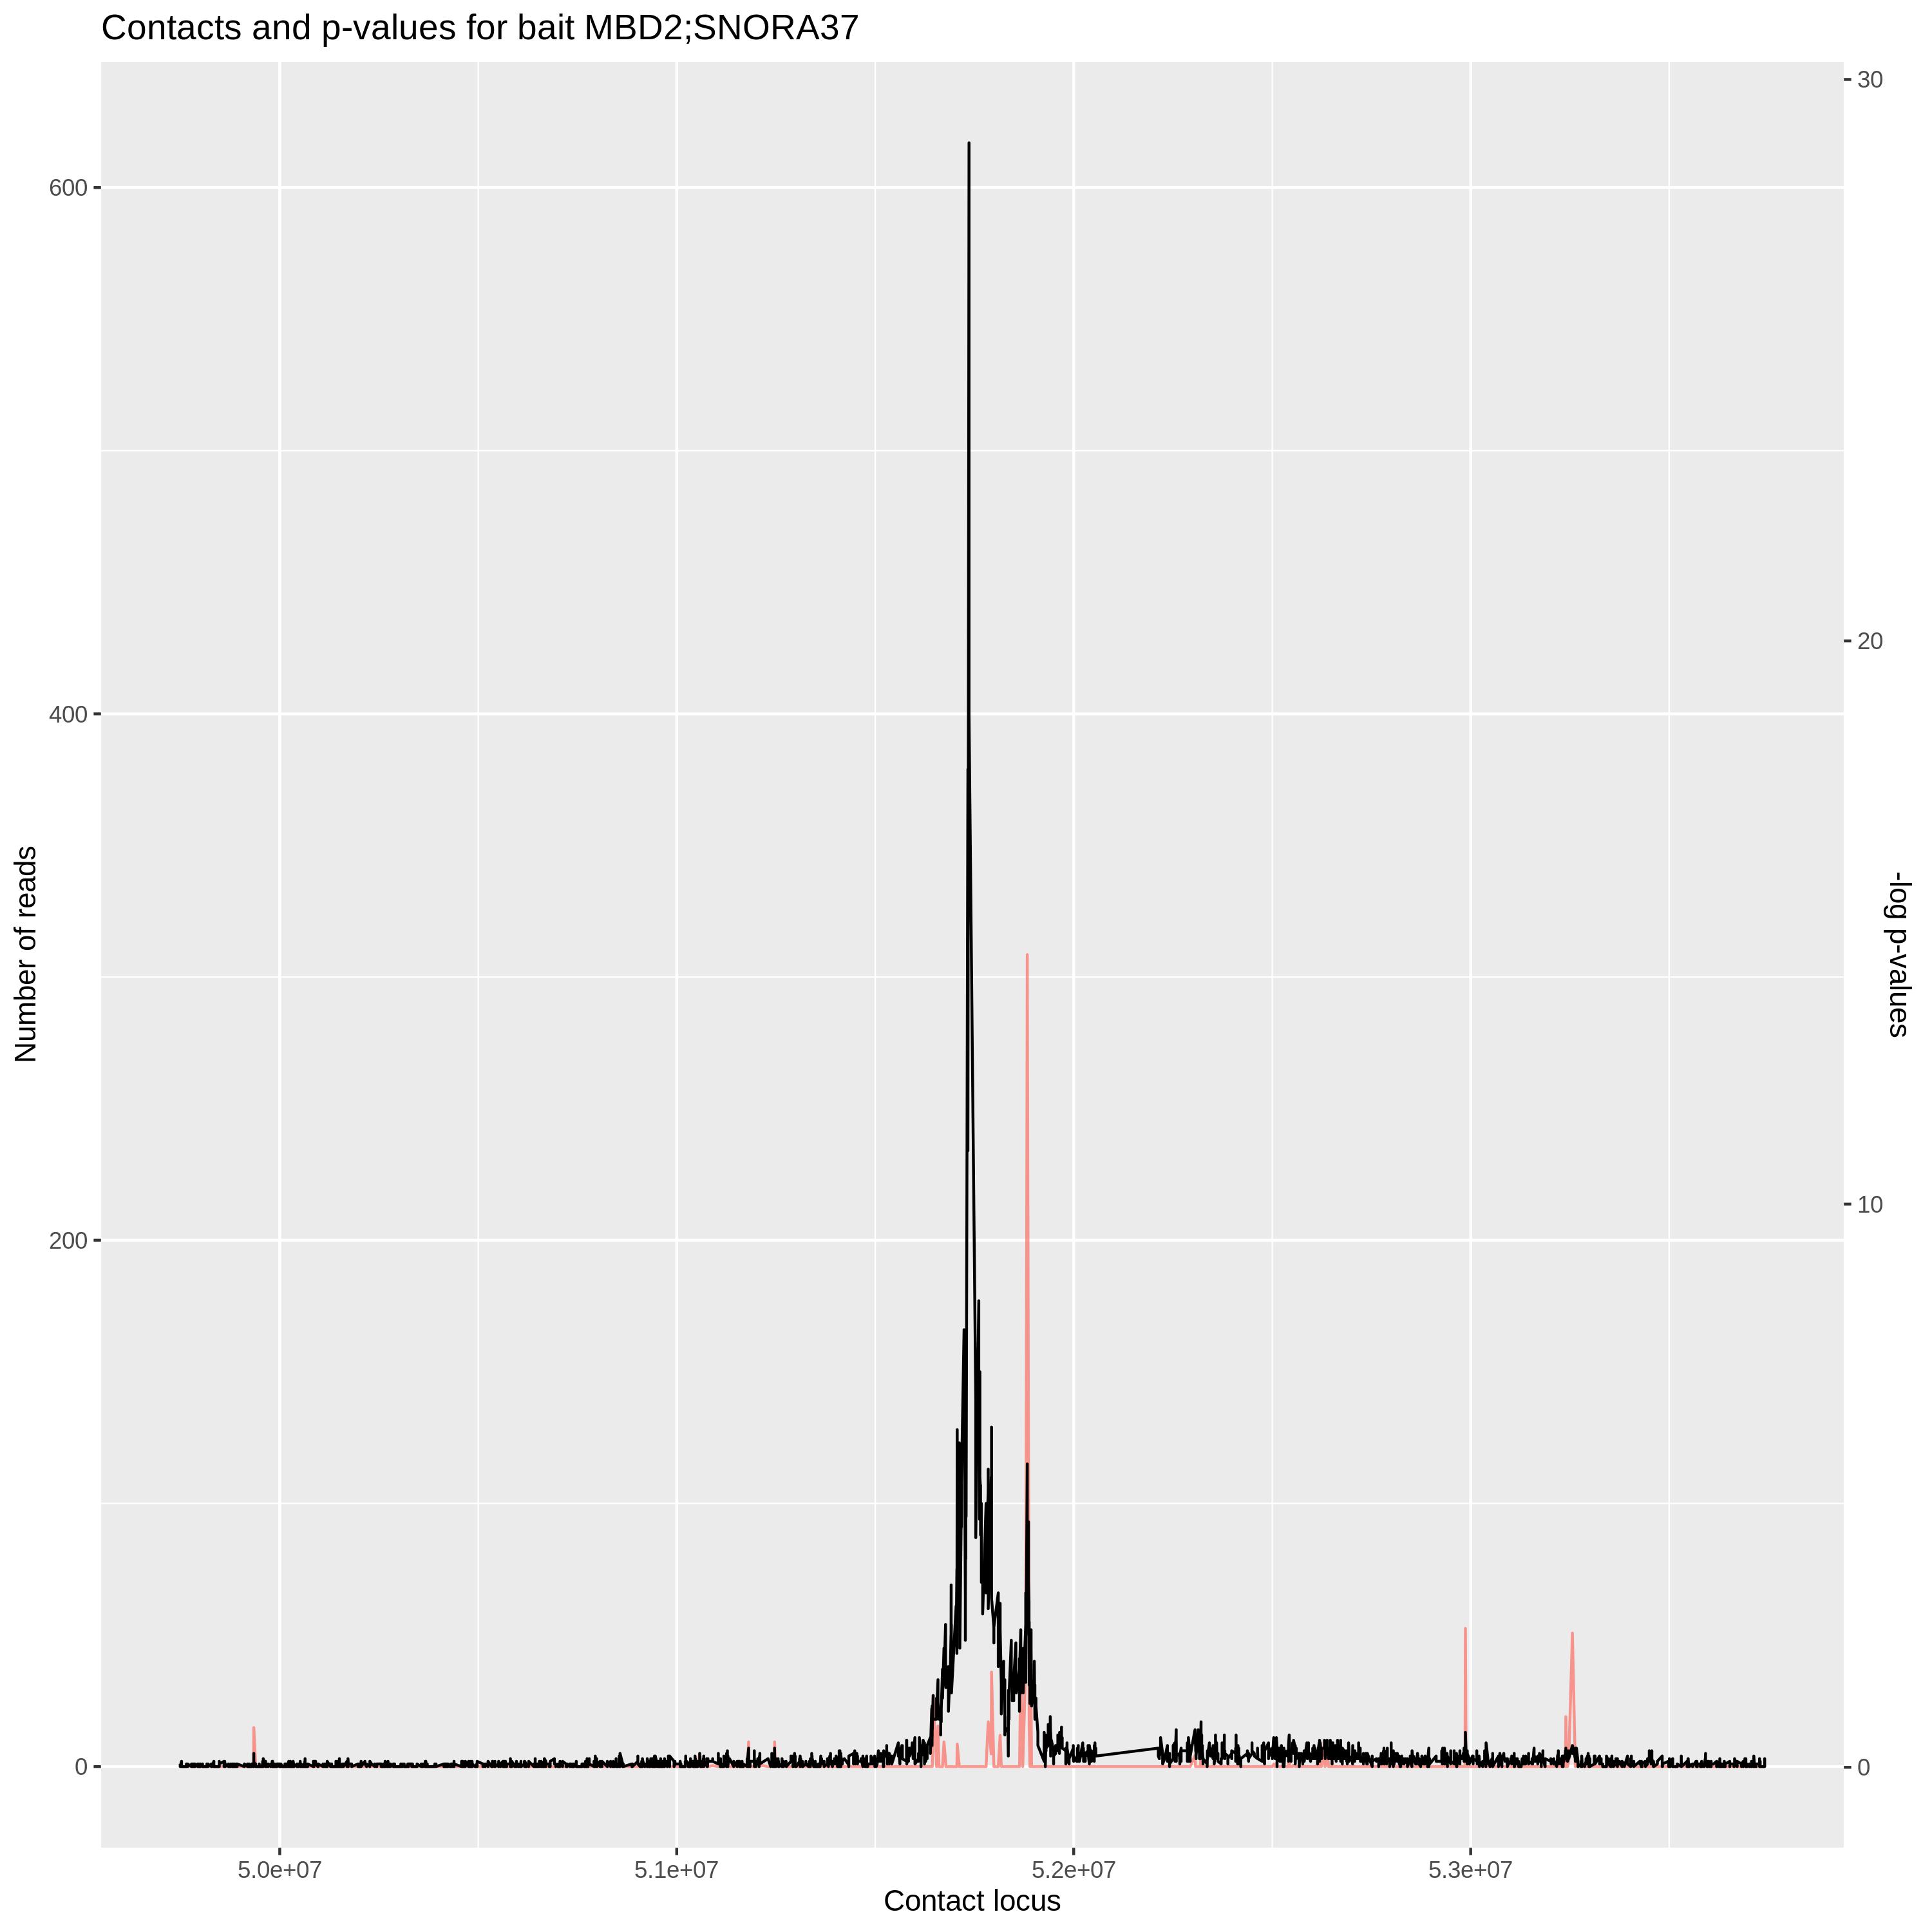 Contacts and p-values for bait MBD2;SNORA37
30
600
20
400
Number of reads
-log p-values
10
200
0
0
5.0e+07
5.1e+07
5.2e+07
5.3e+07
Contact locus